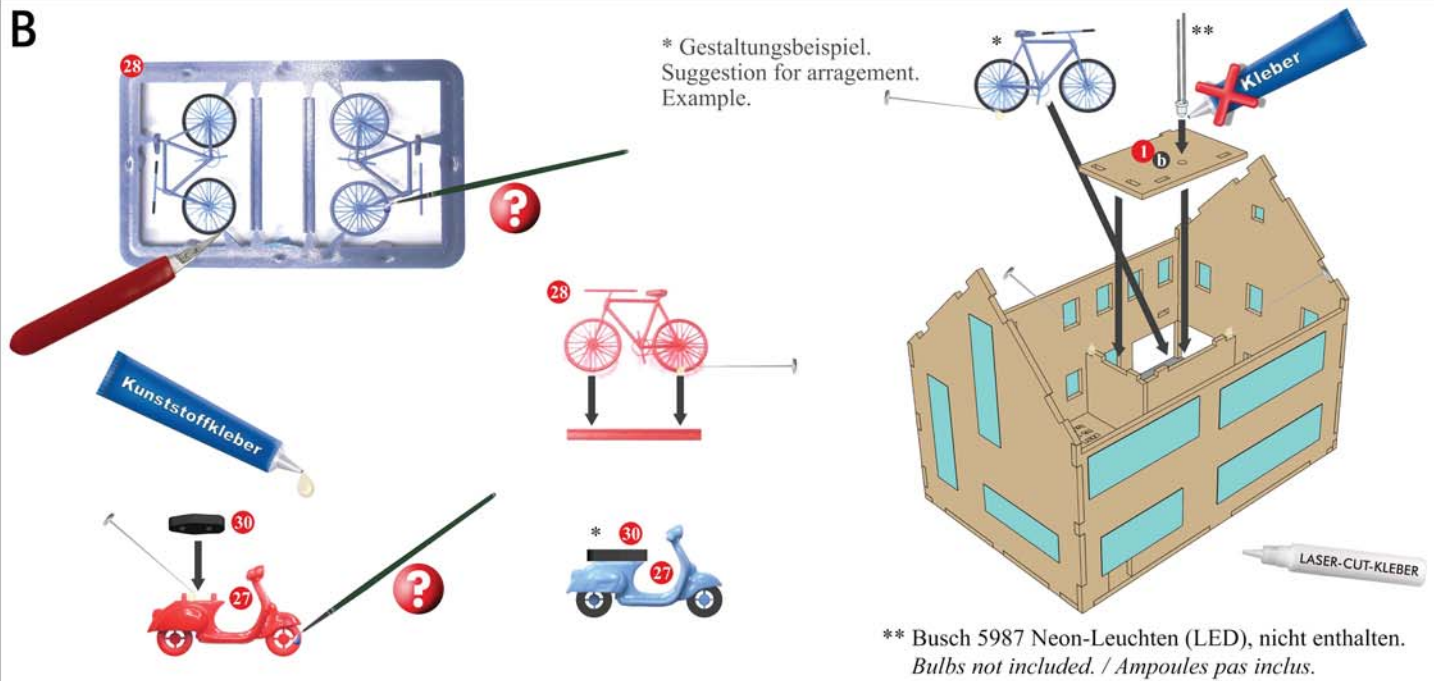 B
28
* Gestaltungsbeispiel.
Suggestion for arragement.
Example.
*
**
Kleber
1
b
?
28
Kunststoffkleber
30
27
?
* 30
27
LASER-CUT-KLEBER
** Busch 5987 Neon-Leuchten (LED), nicht enthalten.
Bulbs not included. / Ampoules pas inclus.